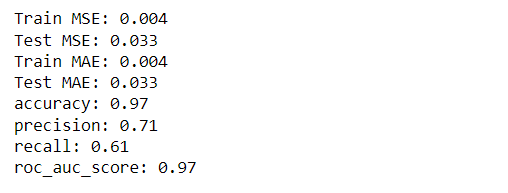 Train MSE: 0.004
Test MSE: 0.033
Train MAE: 0.004
Test MAE: 0.033
accuracy: 0.97
precision: 0.71
recall: 0.61
roc_auc_score: 0.97